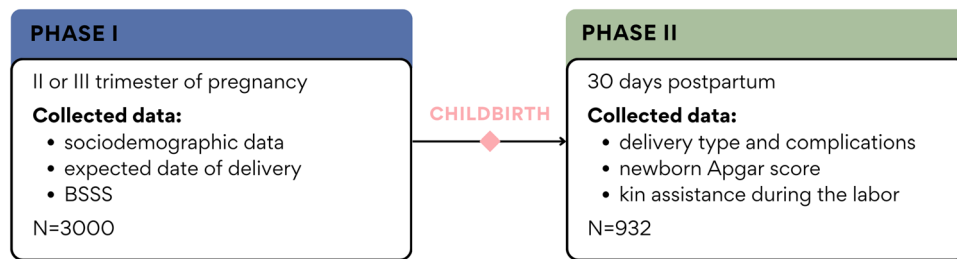 PHASE I
II or III trimester of pregnancy
Collected data:
• sociodemographic data
• expected date of delivery
• BSSS
N=3000
CHILDBIRTH
PHASE II
30 days postpartum
Collected data:
• delivery type and complications
• newborn Apgar score
• kin assistance during the labor
N=932